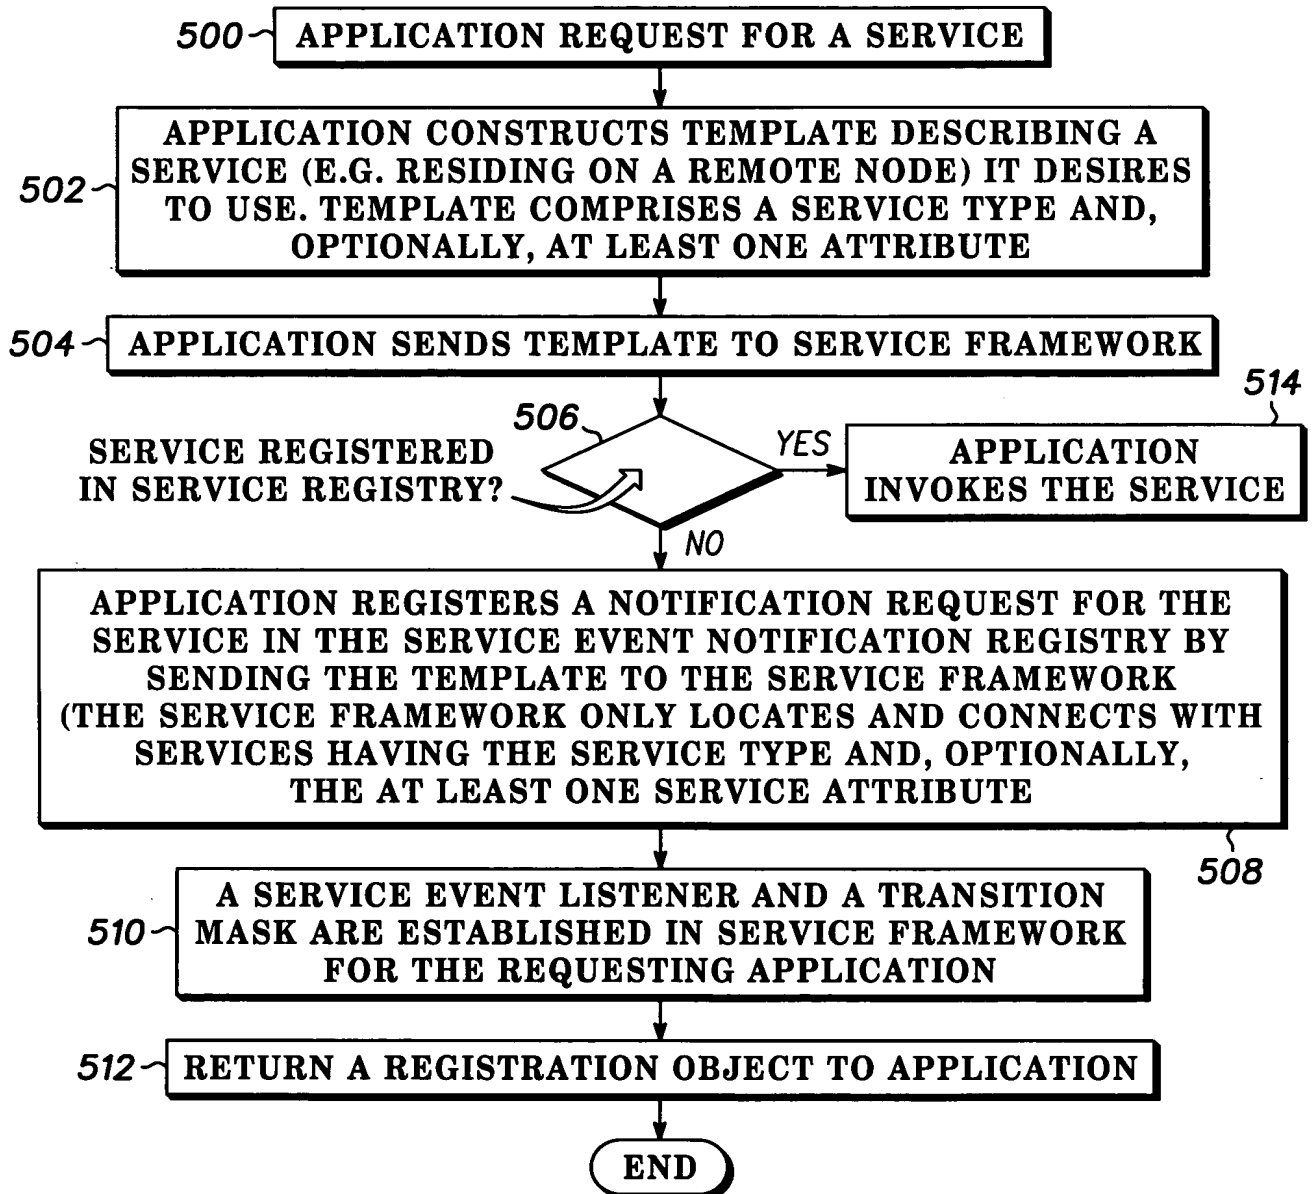 500
APPLICATION REQUEST FOR A SERVICE
502
APPLICATION CONSTRUCTS TEMPLATE DESCRIBING A
SERVICE (E.G. RESIDING ON A REMOTE NODE) IT DESIRES
TO USE. TEMPLATE COMPRISES A SERVICE TYPE AND,
OPTIONALLY, AT LEAST ONE ATTRIBUTE
504
APPLICATION SENDS TEMPLATE TO SERVICE FRAMEWORK
506
SERVICE REGISTERED
IN SERVICE REGISTRY?
YES
514
APPLICATION
INVOKES THE SERVICE
NO
APPLICATION REGISTERS A NOTIFICATION REQUEST FOR THE
SERVICE IN THE SERVICE EVENT NOTIFICATION REGISTRY BY
SENDING THE TEMPLATE TO THE SERVICE FRAMEWORK
(THE SERVICE FRAMEWORK ONLY LOCATES AND CONNECTS WITH
SERVICES HAVING THE SERVICE TYPE AND, OPTIONALLY,
THE AT LEAST ONE SERVICE ATTRIBUTE
508
510
A SERVICE EVENT LISTENER AND A TRANSITION
MASK ARE ESTABLISHED IN SERVICE FRAMEWORK
FOR THE REQUESTING APPLICATION
512
RETURN A REGISTRATION OBJECT TO APPLICATION
END